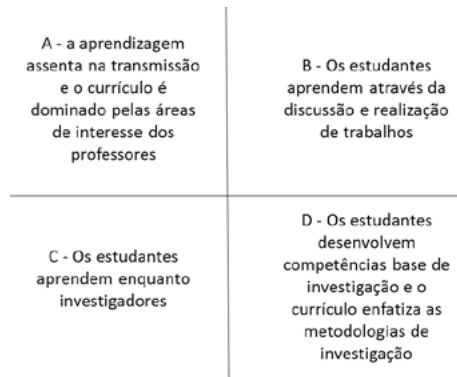 A - a aprendizagem
assenta na transmissão
e o currículo é
dominado pelas áreas
de interesse dos
professores
B - Os estudantes
aprendem através da
discussão e realização
de trabalhos
C - Os estudantes
aprendem enquanto
investigadores
D - Os estudantes
desenvolvem
competências base de
investigação e o
currículo enfatiza as
metodologias de
investigação